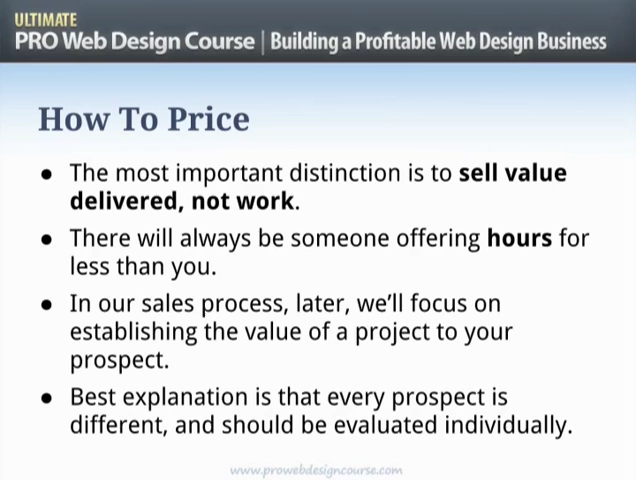 ULTIMATE
PRO Web Design Course | Building a Profitable Web Design Business
How To Price
● The most important distinction is to sell value
delivered, not work.
● There will always be someone offering hours for
less than you.
● In our sales process, later, we'll focus on
establishing the value of a project to your
prospect.
● Best explanation is that every prospect is
different, and should be evaluated individually.
www.prowebdesigncourse.com